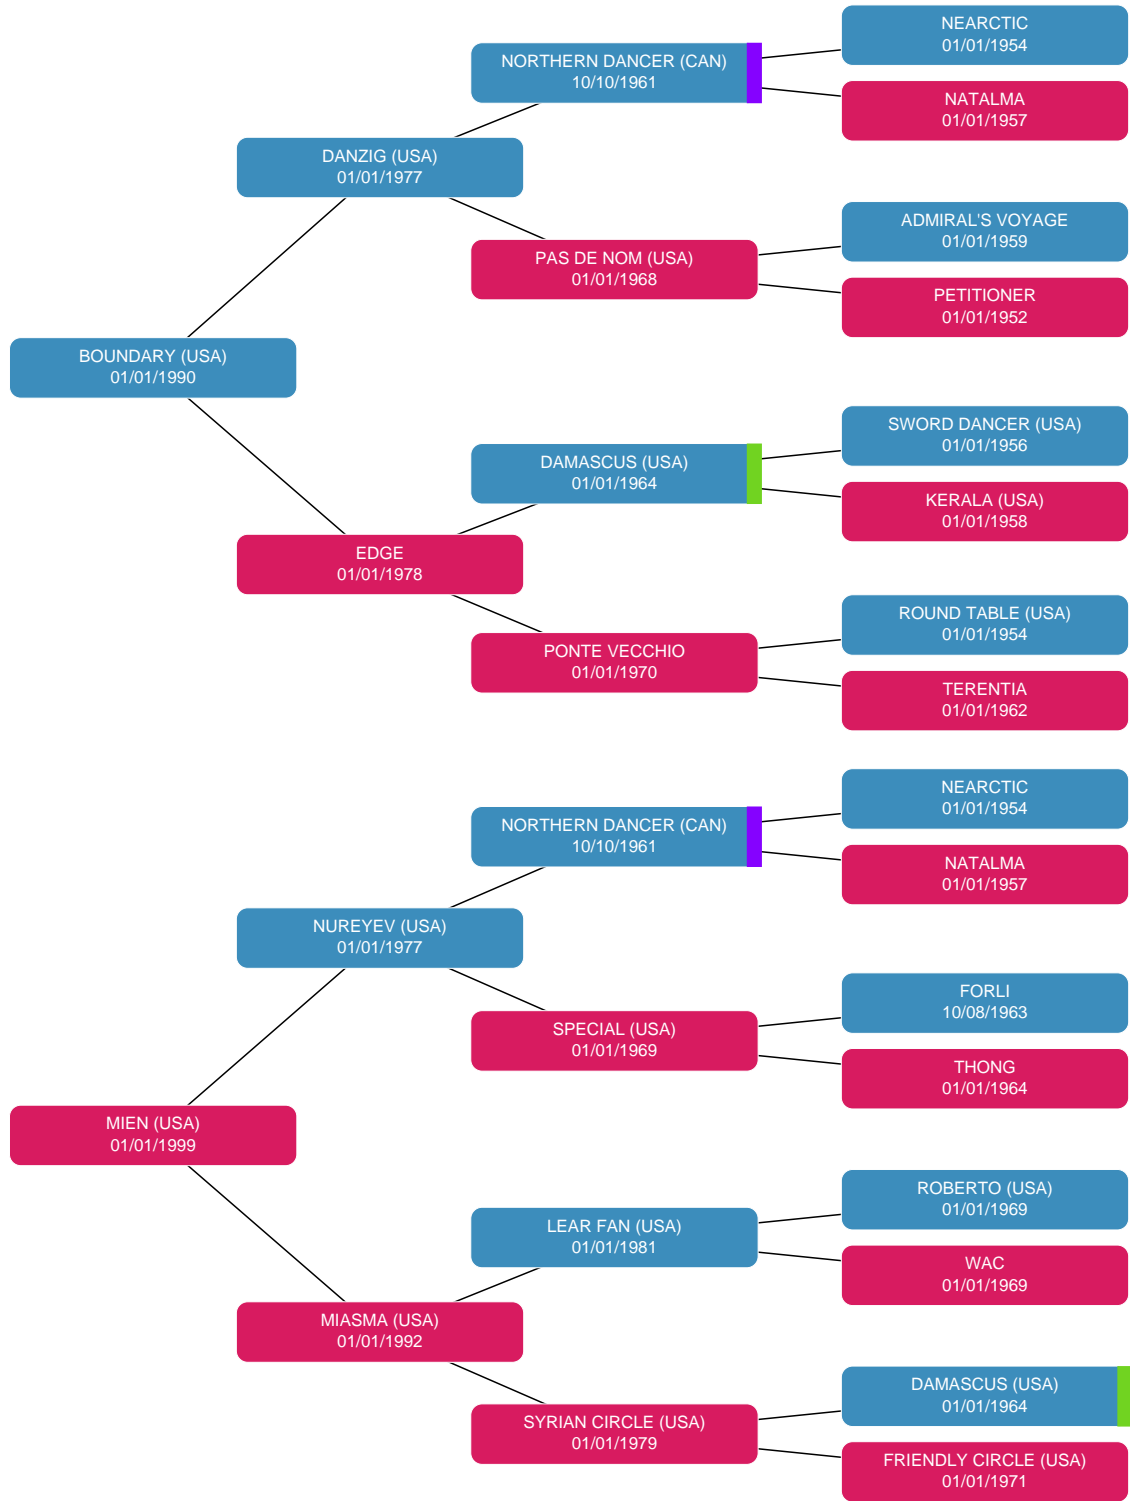 NEARCTIC
01/01/1954
NORTHERN DANCER (CAN)
10/10/1961
NATALMA
01/01/1957
DANZIG (USA)
01/01/1977
ADMIRAL'S VOYAGE
01/01/1959
PAS DE NOM (USA)
01/01/1968
PETITIONER
01/01/1952
BOUNDARY (USA)
01/01/1990
SWORD DANCER (USA)
01/01/1956
DAMASCUS (USA)
01/01/1964
KERALA (USA)
01/01/1958
EDGE
01/01/1978
ROUND TABLE (USA)
01/01/1954
PONTE VECCHIO
01/01/1970
TERENTIA
01/01/1962
NEARCTIC
01/01/1954
NORTHERN DANCER (CAN)
10/10/1961
NATALMA
01/01/1957
NUREYEV (USA)
01/01/1977
FORLI
10/08/1963
SPECIAL (USA)
01/01/1969
THONG
01/01/1964
MIEN (USA)
01/01/1999
ROBERTO (USA)
01/01/1969
LEAR FAN (USA)
01/01/1981
WAC
01/01/1969
MIASMA (USA)
01/01/1992
DAMASCUS (USA)
01/01/1964
SYRIAN CIRCLE (USA)
01/01/1979
FRIENDLY CIRCLE (USA)
01/01/1971